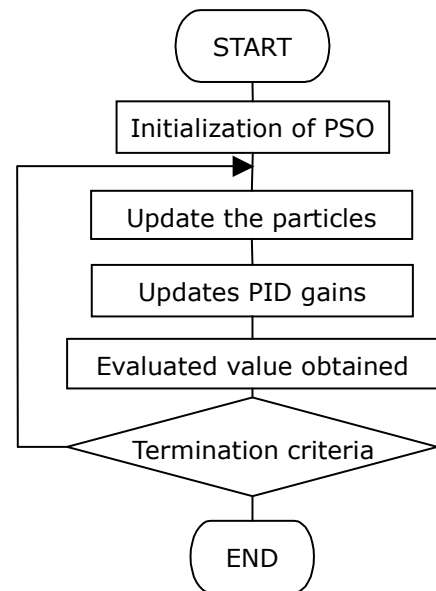 START
Initialization of PSO
Update the particles
Updates PID gains
Evaluated value obtained
Termination criteria
END